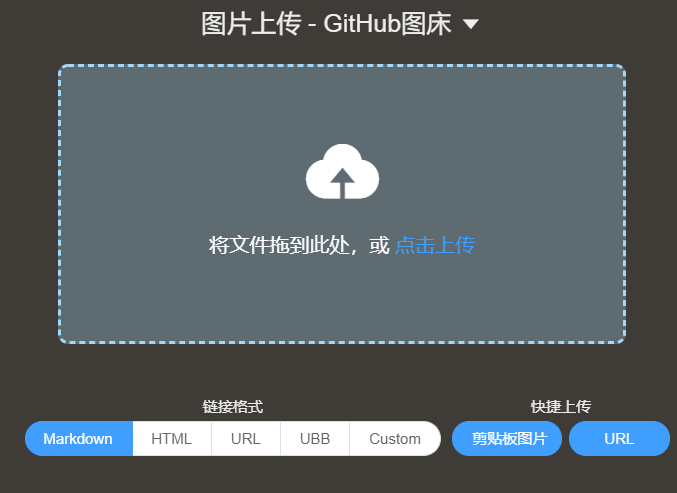 图片上传 - GitHub图床
将文件拖到此处，或 点击上传
链接格式
快捷上传
Markdown HTML URL UBB Custom
剪贴板图片 URL